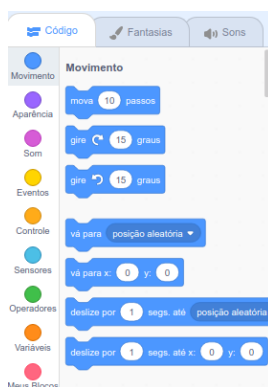 Código Fantasias Sons
Movimento
Aparência
Som
Eventos
Controle
Sensores
Operadores
Variáveis
Meus Blocos
Movimento
mova 10 passos
gire 15 graus
gire 15 graus
vá para posição aleatória
vá para x: 0 y: 0
deslize por 1 segs. até posição aleatória
deslize por 1 segs. até x: 0 y: 0